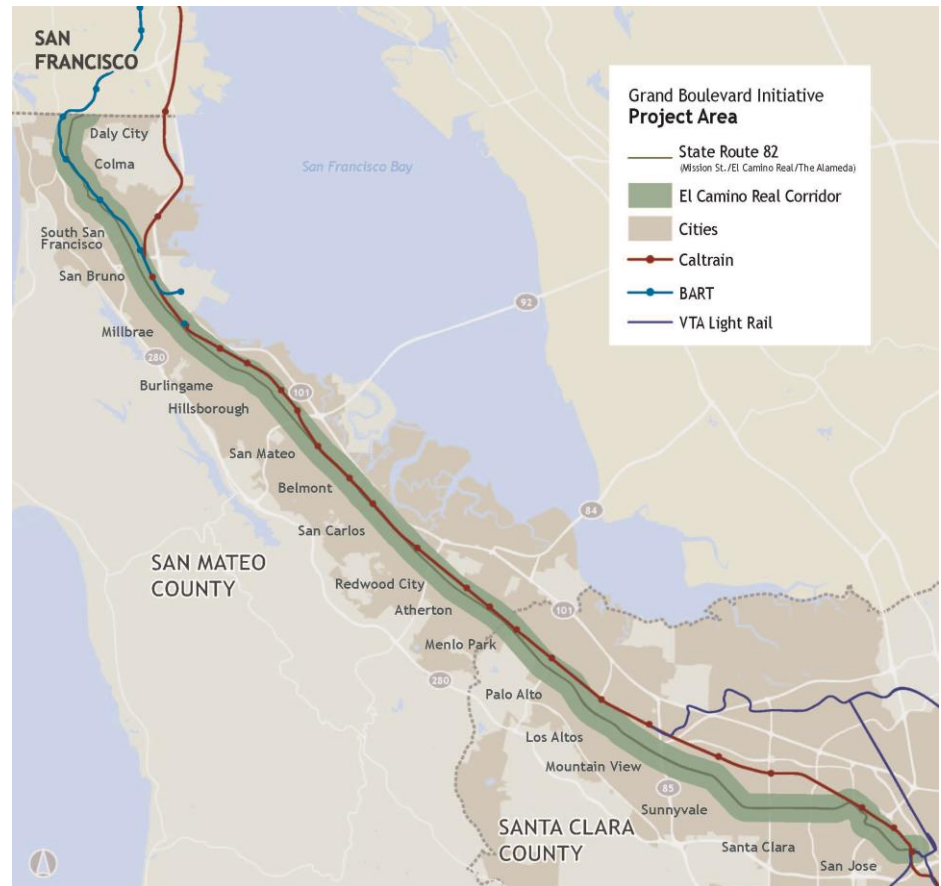 SAN
FRANCISCO
Daly City
Colma
San Francisco Bay
South San
Francisco
San Bruno
Millbrae
280
Burlingame
Hillsborough
101
92
San Mateo
Belmont
San Carlos
84
SAN MATEO
COUNTY
Redwood City
Atherton
101
Menlo Park
280
Palo Alto
Los Altos
Mountain View
85
Sunnyvale
SANTA CLARA
COUNTY
Santa Clara
San Jose
Grand Boulevard Initiative
Project Area
State Route 82
(Mission St./El Camino Real/The Alameda)
El Camino Real Corridor
Cities
Caltrain
BART
VTA Light Rail